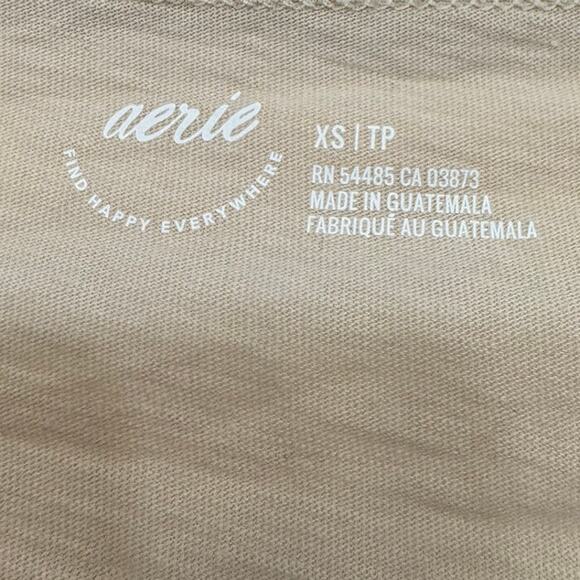 aerie
FIND HAPPY EVERYWHERE
XS | TP
RN 54485 CA 03873
MADE IN GUATEMALA
FABRIQUÉ AU GUATEMALA